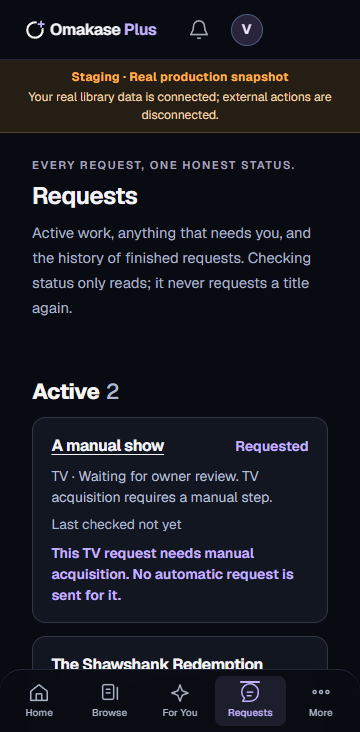 Omakase Plus
V
Staging · Real production snapshot
Your real library data is connected; external actions are
disconnected.
EVERY REQUEST, ONE HONEST STATUS.
Requests
Active work, anything that needs you, and
the history of finished requests. Checking
status only reads; it never requests a title
again.
Active 2
A manual show
Requested
TV · Waiting for owner review. TV
acquisition requires a manual step.
Last checked not yet
This TV request needs manual
acquisition. No automatic request is
sent for it.
The Shawshank Redemption
Home
Browse
For You
Requests
More